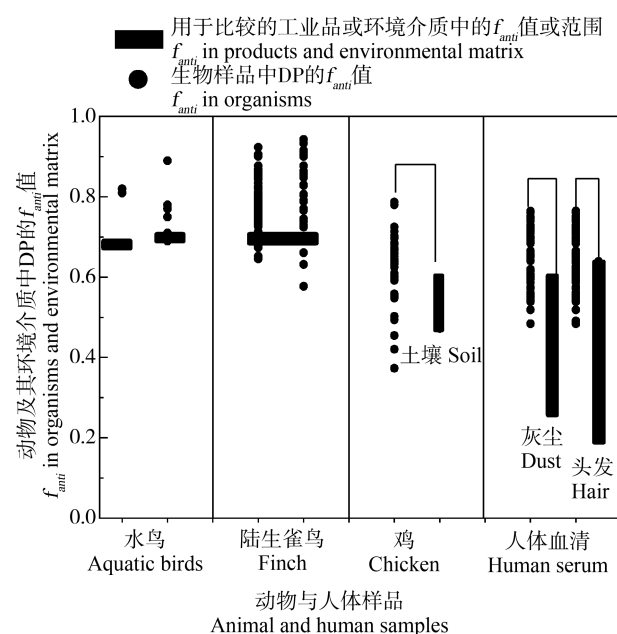 用于比较的工业品或环境介质中的fanti值或范围
fanti in products and environmental matrix
生物样品中DP的fanti值
fanti in organisms
动物及其环境介质中DP的fanti值
fanti in organisms and environmental matrix
1.0
0.8
0.6
0.4
0.2
0.0
土壤 Soil
灰尘
Dust
头发
Hair
水鸟
Aquatic birds
陆生雀鸟
Finch
鸡
Chicken
人体血清
Human serum
动物与人体样品
Animal and human samples